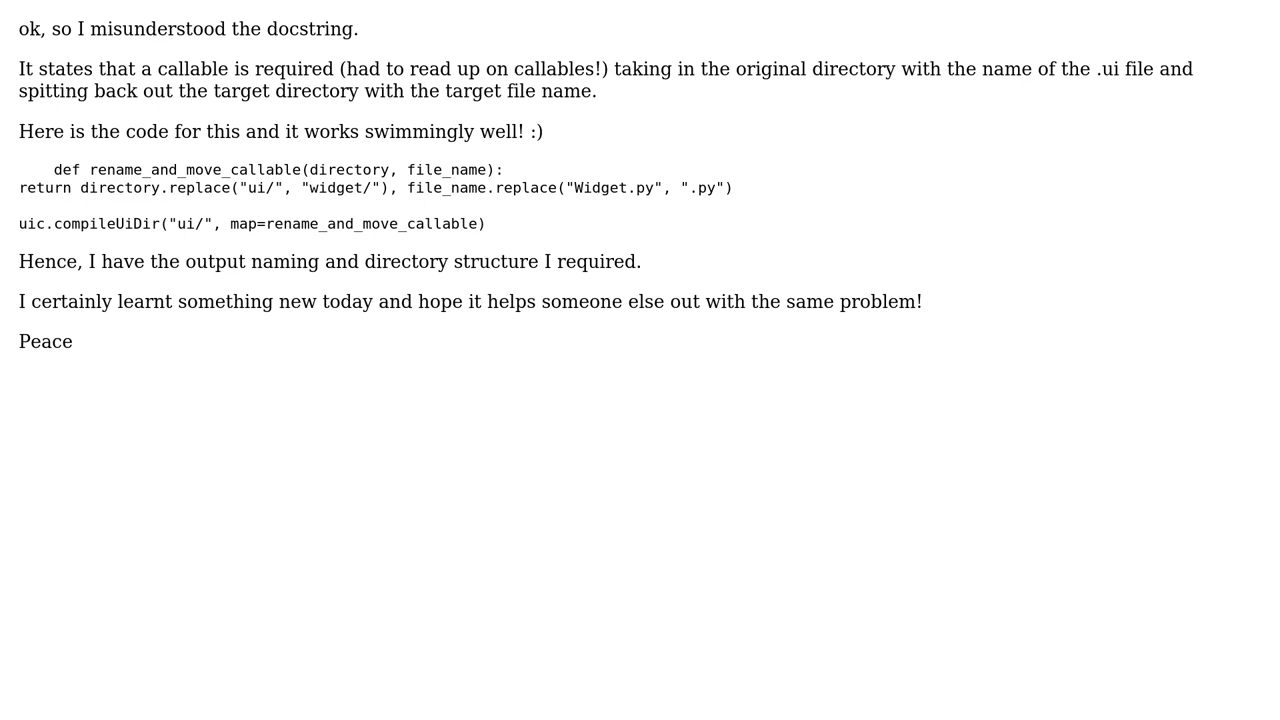 ok, so I misunderstood the docstring.
It states that a callable is required (had to read up on callables!) taking in the original directory with the name of the .ui file and
spitting back out the target directory with the target file name.
Here is the code for this and it works swimmingly well! :)
    def rename_and_move_callable(directory, file_name):
return directory.replace("ui/", "widget/"), file_name.replace("Widget.py", ".py")
uic.compileUiDir("ui/", map=rename_and_move_callable)
Hence, I have the output naming and directory structure I required.
I certainly learnt something new today and hope it helps someone else out with the same problem!
Peace